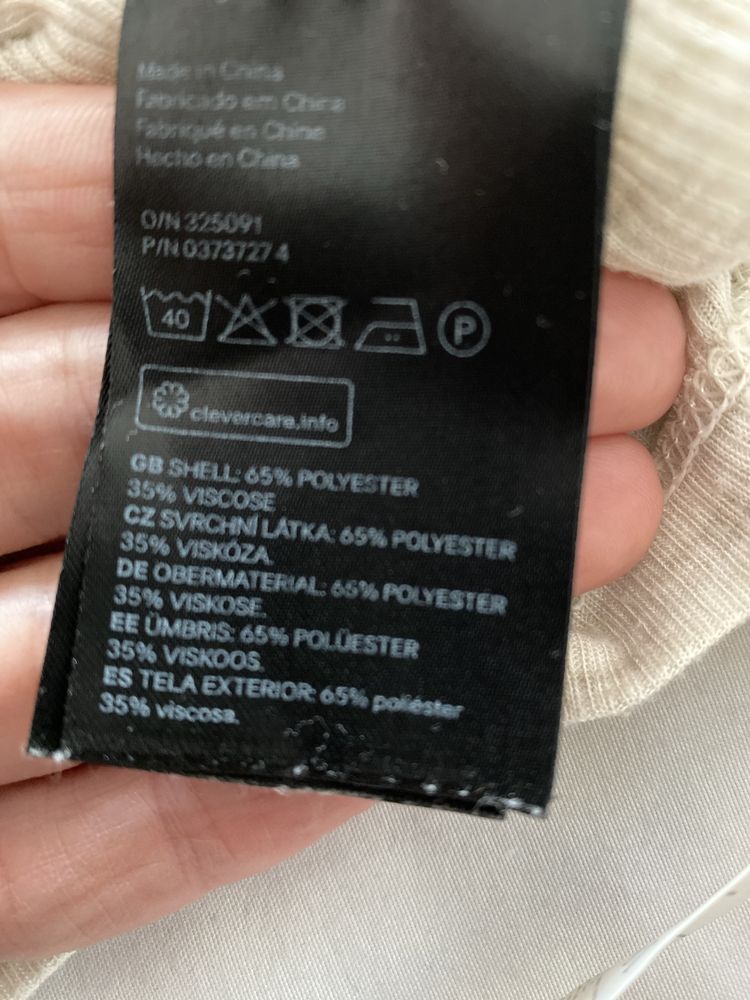 Made in China
Fabricado em China
Fabriqué en Chine
Hecho en China
O/N 325091
P/N 0373727 4
40
P
clevercare.info
GB SHELL: 65% POLYESTER
35% VISCOSE
CZ SVRCHNÍ LÁTKA: 65% POLYESTER
35% VISKÓZA
DE OBERMATERIAL: 65% POLYESTER
35% VISKOSE
EE ÜMBRIS: 65% POLÜESTER
35% VISKOOS
ES TELA EXTERIOR: 65% poliéster
35% viscosa.